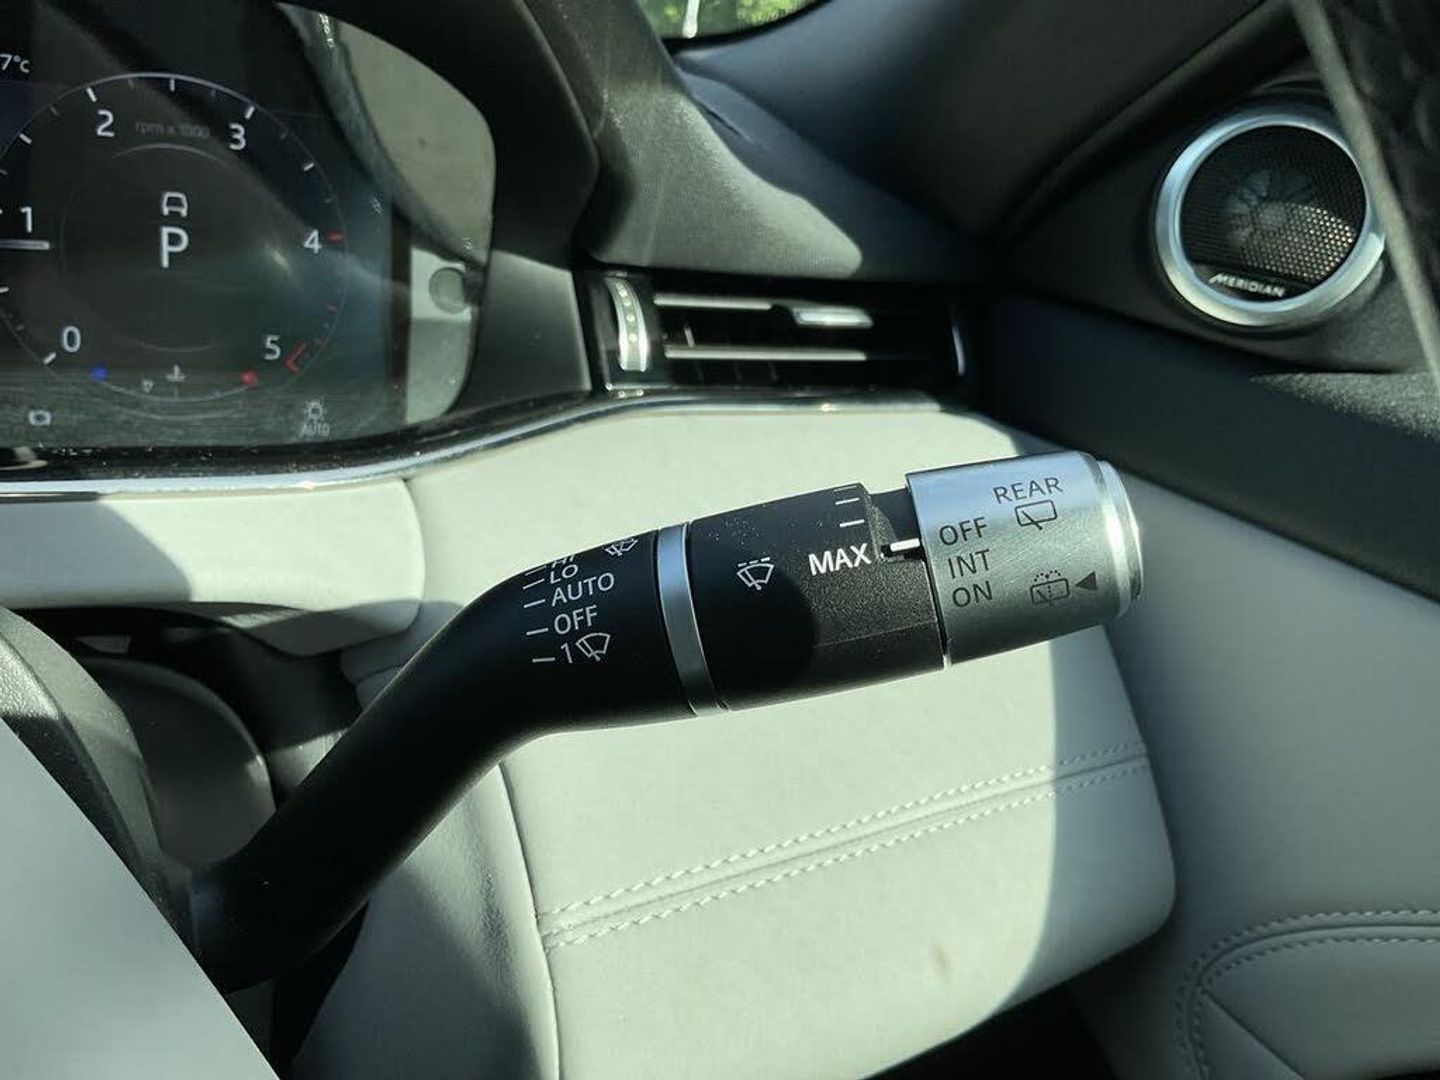 7°c
2
rpm x 1000
3
1
P
4
0
5
AUTO
MERIDIAN
HI
LO
AUTO
OFF
1
MAX
REAR
OFF
INT
ON